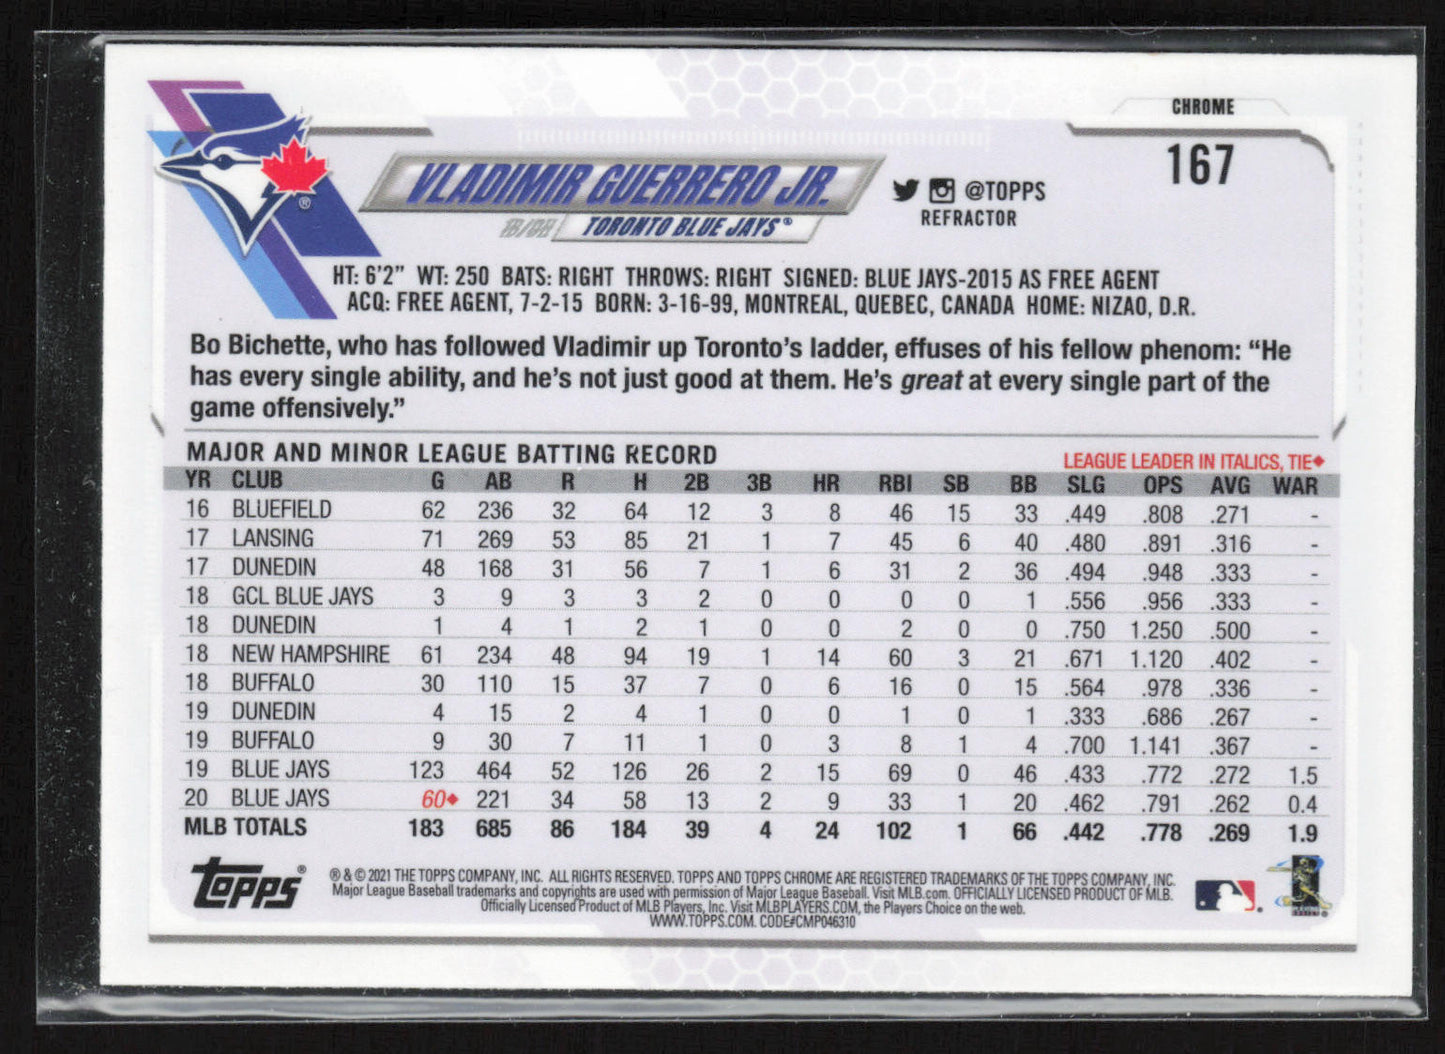 CHROME
167
VLADIMIR GUERRERO JR.
@TOPPS
REFRACTOR
1B/DH TORONTO BLUE JAYS®
HT: 6'2” WT: 250 BATS: RIGHT THROWS: RIGHT SIGNED: BLUE JAYS-2015 AS FREE AGENT
ACQ: FREE AGENT, 7-2-15 BORN: 3-16-99, MONTREAL, QUEBEC, CANADA HOME: NIZAO, D.R.
Bo Bichette, who has followed Vladimir up Toronto’s ladder, effuses of his fellow phenom: “He
has every single ability, and he’s not just good at them. He’s great at every single part of the
game offensively.”
MAJOR AND MINOR LEAGUE BATTING RECORD
LEAGUE LEADER IN ITALICS, TIE♦
YR CLUB G AB R H 2B 3B HR RBI SB BB SLG OPS AVG WAR
16 BLUEFIELD 62 236 32 64 12 3 8 46 15 33 .449 .808 .271 -
17 LANSING 71 269 53 85 21 1 7 45 6 40 .480 .891 .316 -
17 DUNEDIN 48 168 31 56 7 1 6 31 2 36 .494 .948 .333 -
18 GCL BLUE JAYS 3 9 3 3 2 0 0 0 0 1 .556 .956 .333 -
18 DUNEDIN 1 4 1 2 1 0 0 2 0 0 .750 1.250 .500 -
18 NEW HAMPSHIRE 61 234 48 94 19 1 14 60 3 21 .671 1.120 .402 -
18 BUFFALO 30 110 15 37 7 0 6 16 0 15 .564 .978 .336 -
19 DUNEDIN 4 15 2 4 1 0 0 1 0 1 .333 .686 .267 -
19 BUFFALO 9 30 7 11 1 0 3 8 1 4 .700 1.141 .367 -
19 BLUE JAYS 123 464 52 126 26 2 15 69 0 46 .433 .772 .272 1.5
20 BLUE JAYS 60♦ 221 34 58 13 2 9 33 1 20 .462 .791 .262 0.4
MLB TOTALS 183 685 86 184 39 4 24 102 1 66 .442 .778 .269 1.9
Topps®
® & © 2021 THE TOPPS COMPANY, INC. ALL RIGHTS RESERVED. TOPPS AND TOPPS CHROME ARE REGISTERED TRADEMARKS OF THE TOPPS COMPANY, INC.
Major League Baseball trademarks and copyrights are used with permission of Major League Baseball. Visit MLB.com. OFFICIALLY LICENSED PRODUCT OF MLB.
Officially Licensed Product of MLB Players, Inc. Visit MLBPLAYERS.COM, the Players Choice on the web.
WWW.TOPPS.COM. CODE#CMP046310